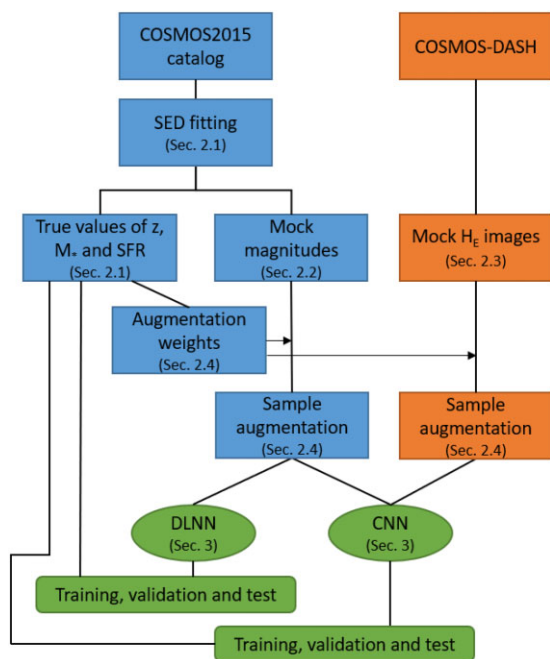 COSMOS2015
catalog
COSMOS-DASH
SED fitting
(Sec. 2.1)
True values of z,
M* and SFR
(Sec. 2.1)
Mock
magnitudes
(Sec. 2.2)
Mock HE images
(Sec. 2.3)
Augmentation
weights
(Sec. 2.4)
Sample
augmentation
(Sec. 2.4)
Sample
augmentation
(Sec. 2.4)
DLNN
(Sec. 3)
CNN
(Sec. 3)
Training, validation and test
Training, validation and test